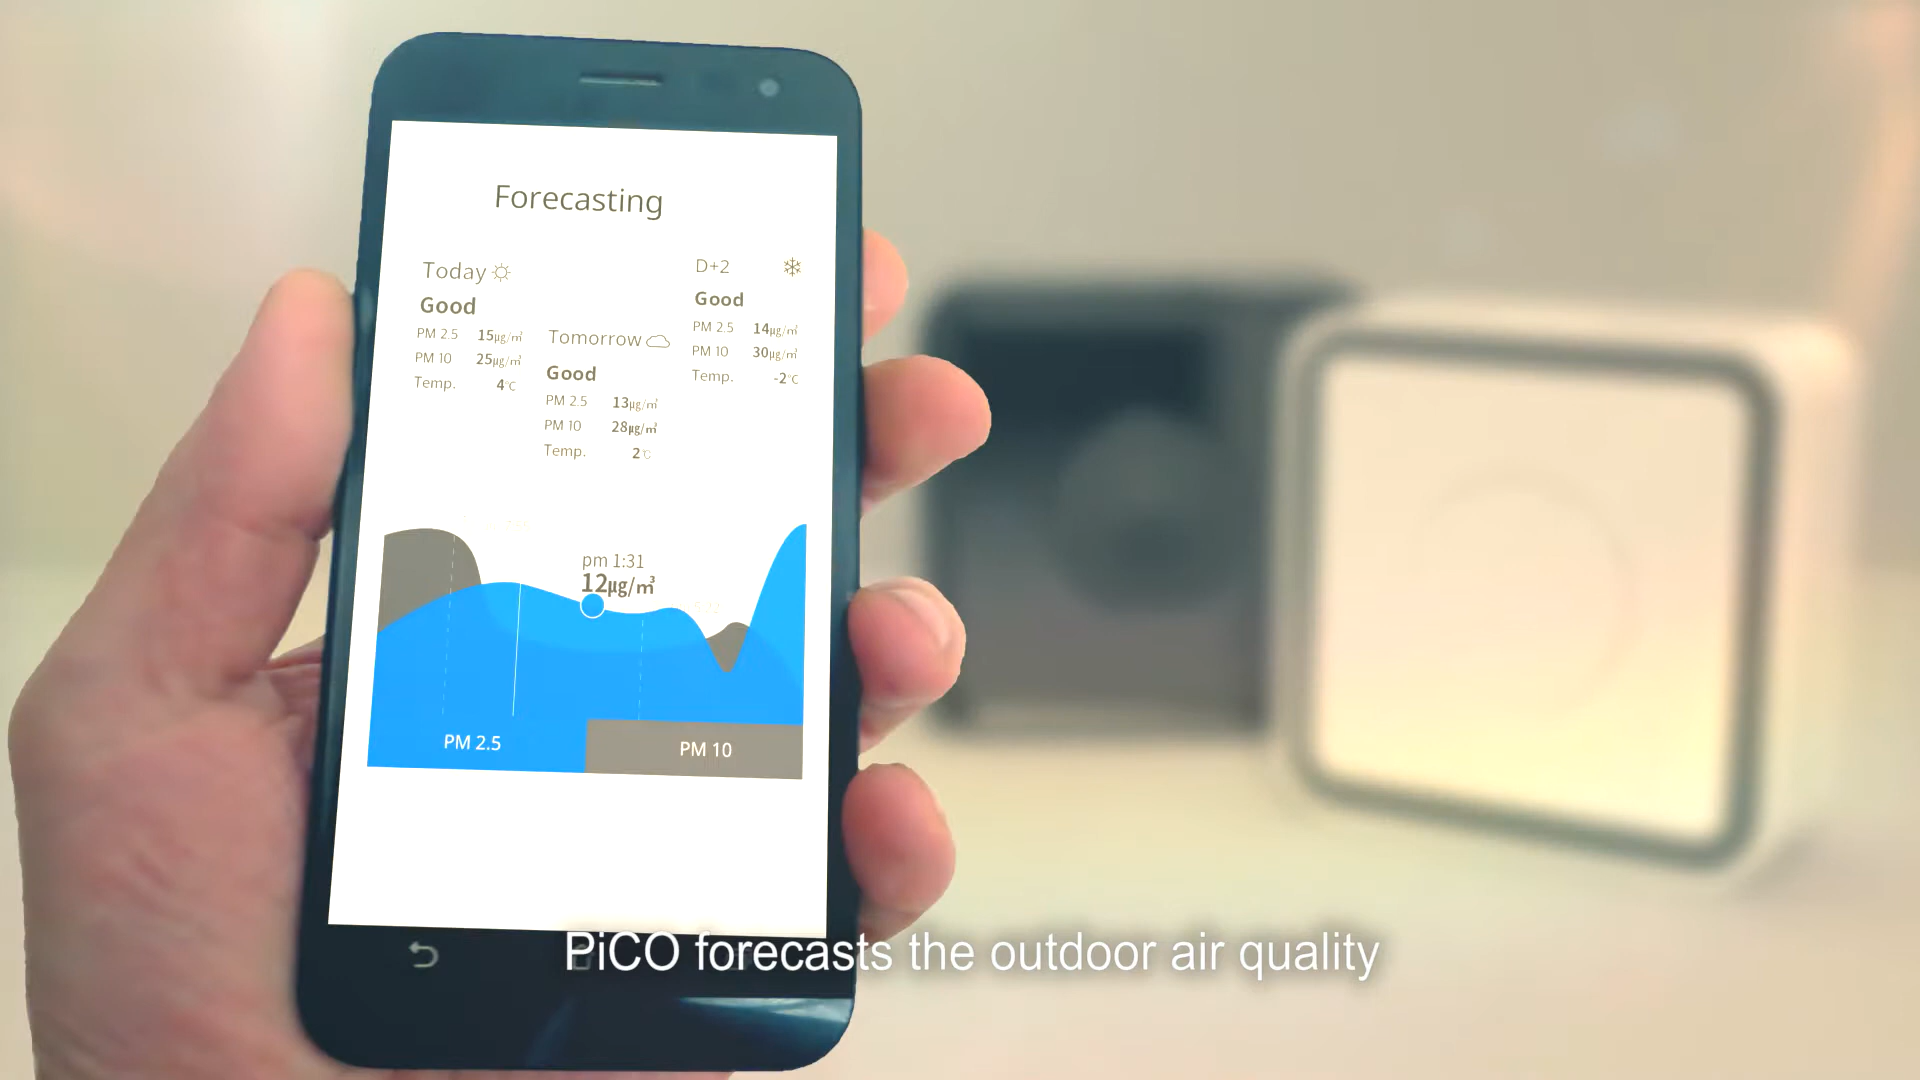 Forecasting
Today
Good
PM 2.5 15µg/㎥
PM 10 25µg/㎥
Temp. 4℃
Tomorrow
Good
PM 2.5 13µg/㎥
PM 10 28µg/㎥
Temp. 2℃
D+2
Good
PM 2.5 14µg/㎥
PM 10 30µg/㎥
Temp. -2℃
pm 1:31
12µg/㎥
PM 2.5
PM 10
PiCO forecasts the outdoor air quality